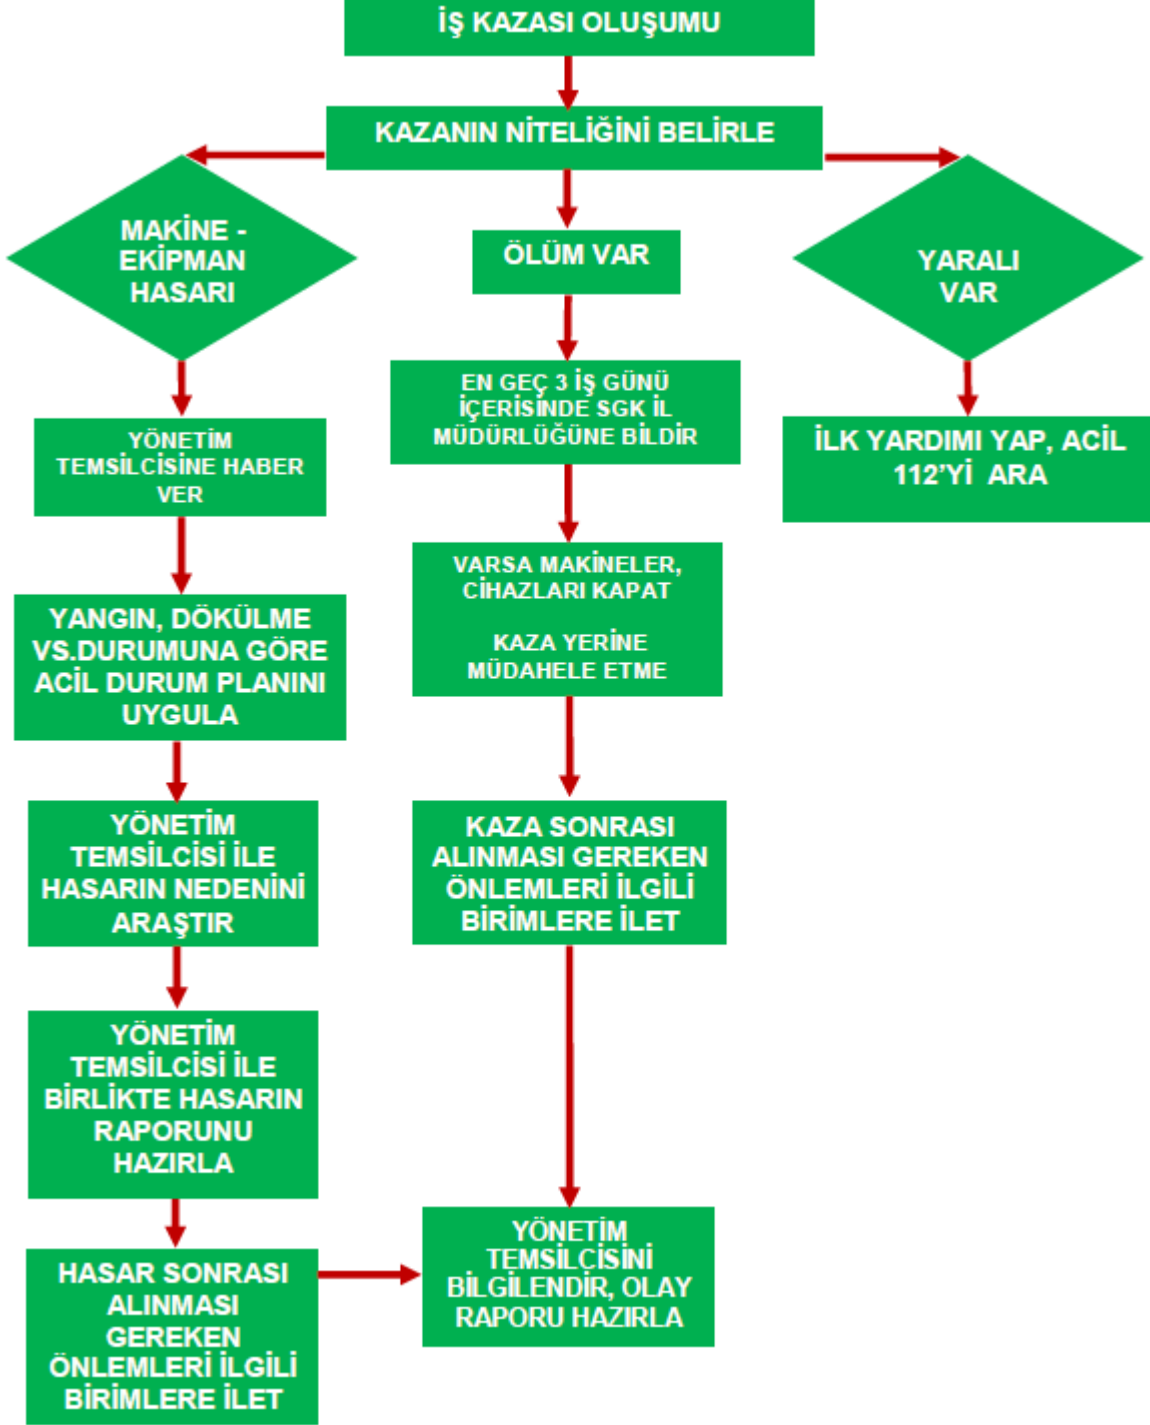 İŞ KAZASI OLUŞUMU
KAZANIN NİTELİĞİNİ BELİRLE
MAKİNE -
EKİPMAN
HASARI
YÖNETİM
TEMSİLCİSİNE HABER
VER
YANGIN, DÖKÜLME
VS.DURUMUNA GÖRE
ACİL DURUM PLANINI
UYGULA
YÖNETİM
TEMSİLCİSİ İLE
HASARIN NEDENİNİ
ARAŞTIR
YÖNETİM
TEMSİLCİSİ İLE
BİRLİKTE HASARIN
RAPORUNU
HAZIRLA
HASAR SONRASI
ALINMASI
GEREKEN
ÖNLEMLERİ İLGİLİ
BİRİMLERE İLET
ÖLÜM VAR
EN GEÇ 3 İŞ GÜNÜ
İÇERİSİNDE SGK İL
MÜDÜRLÜĞÜNE BİLDİR
VARSA MAKİNELER,
CİHAZLARI KAPAT
KAZA YERİNE
MÜDAHELE ETME
KAZA SONRASI
ALINMASI GEREKEN
ÖNLEMLERİ İLGİLİ
BİRİMLERE İLET
YÖNETİM
TEMSİLCİSİNİ
BİLGİLENDİR, OLAY
RAPORU HAZIRLA
YARALI
VAR
İLK YARDIMI YAP, ACİL
112’Yİ ARA